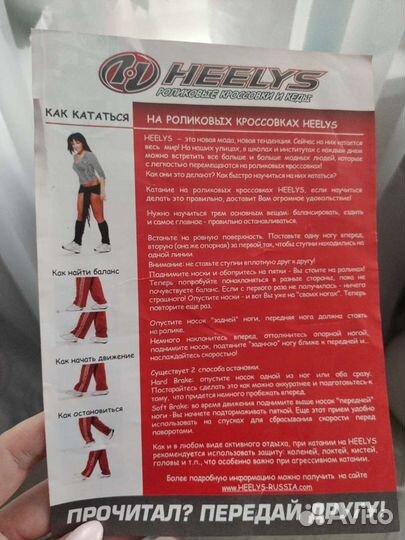 HEELYS
РОЛИКОВЫЕ КРОССОВКИ И КЕДЫ
КАК КАТАТЬСЯ
НА РОЛИКОВЫХ КРОССОВКАХ HEELYS
HEELYS - это новая мода, новая тенденция. Сейчас на них катается
весь мир! На наших улицах, в школах и институтах с каждым днем
можно встретить все больше и больше модных людей, которые
с легкостью перемещаются на роликовых кроссовках!
Как они это делают? Как быстро научиться на них кататься?
Катание на роликовых кроссовках HEELYS, если научиться
делать это правильно, доставит Вам огромное удовольствие!
Нужно научиться трем основным вещам: балансировать, ездить
и самое главное - правильно останавливаться.
Встаньте на ровную поверхность. Поставьте одну ногу вперед,
вторую (она же опорная) за первой так, чтобы ступни находились на
одной линии.
Внимание: не ставьте ступни вплотную друг к другу!
Как найти баланс
Поднимите носки и обопритесь на пятки - Вы стоите на роликах!
Теперь попробуйте понаклоняться в разные стороны, пока не
почувствуете баланс. Если с первого раза не получилась - ничего
страшного! Опустите носки - и вот Вы уже на "своих ногах". Теперь
повторите еще раз.
Опустите носок "задней" ноги, передняя нога должна стоять
на ролике.
Как начать движение
Немного наклонитесь вперед, оттолкнитесь опорной ногой,
поднимите носок, подтяните "заднюю" ногу ближе к передней и...
наслаждайтесь скоростью!
Существует 2 способа остановки.
Hard Brake: опустите носок одной из ног или оба сразу.
Постарайтесь сделать это как можно аккуратнее и подготовьтесь к
тому, что придется немного пробежать вперед.
Как остановиться
Soft Brake: во время движения поднимите выше носок "передней"
ноги - Вы начнете подтормаживать пяткой. Еще этот прием удобно
использовать на спусках для сбрасывания скорости перед
поворотами.
Как и в любом виде активного отдыха, при катании на HEELYS
рекомендуется использовать защиту: коленей, локтей, кистей,
головы и т.п., что особенно важно при агрессивном катании.
Более подробную информацию можно получить на сайте
www.HEELYS-RUSSIA.com
ПРОЧИТАЛ? ПЕРЕДАЙ ДРУГУ!
Avito